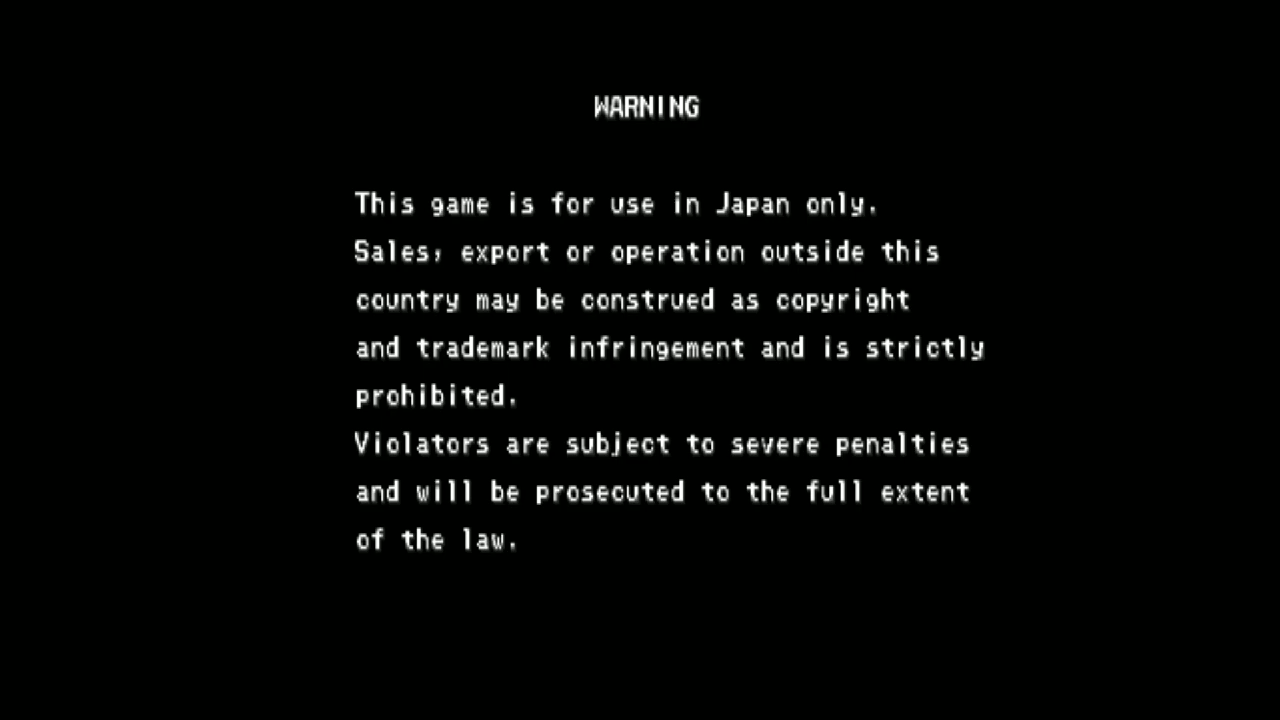 WARNING
This game is for use in Japan only.
Sales, export or operation outside this
country may be construed as copyright
and trademark infringement and is strictly
prohibited.
Violators are subject to severe penalties
and will be prosecuted to the full extent
of the law.